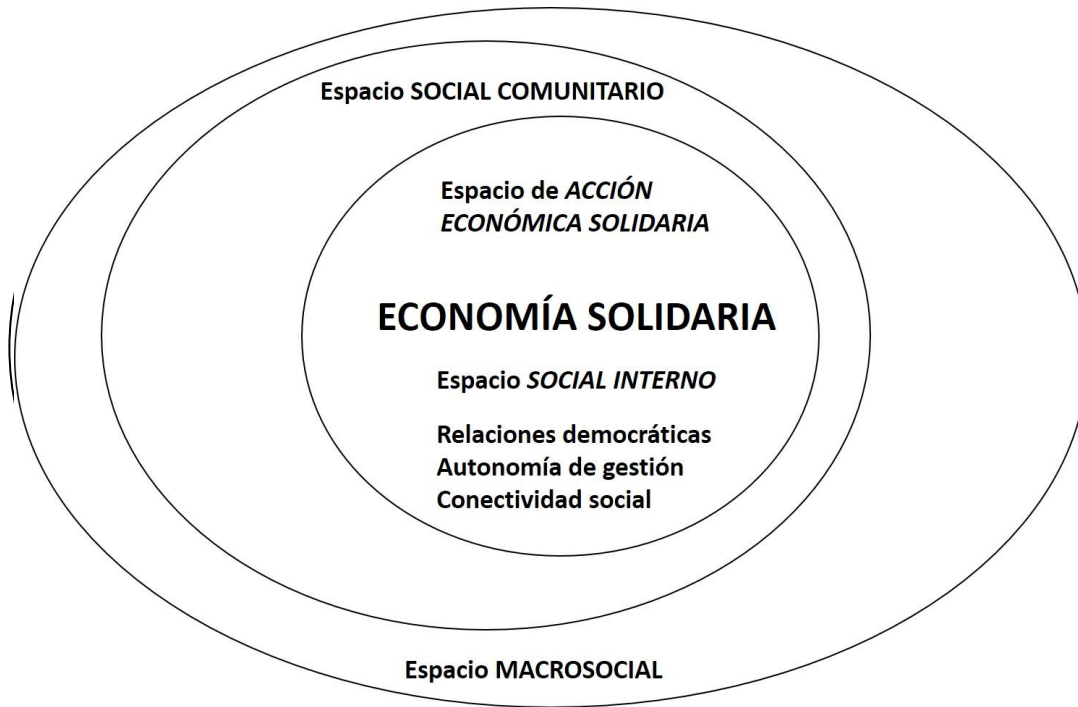 Espacio SOCIAL COMUNITARIO
Espacio de ACCIÓN
ECONÓMICA SOLIDARIA
ECONOMÍA SOLIDARIA
Espacio SOCIAL INTERNO
Relaciones democráticas
Autonomía de gestión
Conectividad social
Espacio MACROSOCIAL